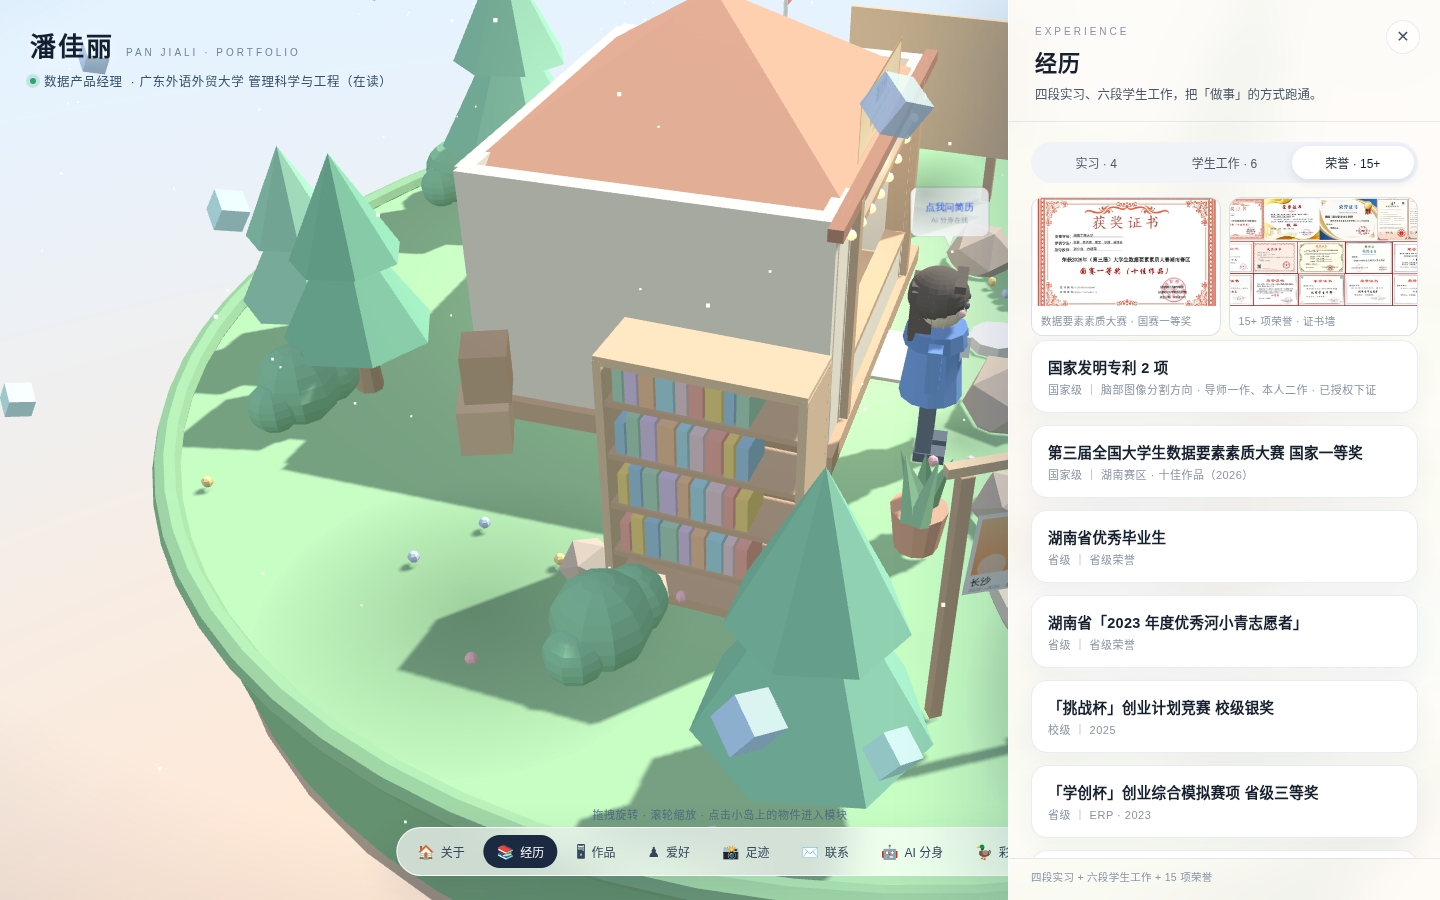 潘佳丽 PAN JIALI · PORTFOLIO
数据产品经理 · 广东外语外贸大学 管理科学与工程（在读）
点我问简历
AI 分身在线
长沙
拖拽旋转 · 滚轮缩放 · 点击小岛上的物件进入模块
关于 经历 作品 爱好 足迹 联系 AI 分身 彩
EXPERIENCE
经历
四段实习、六段学生工作，把「做事」的方式跑通。
实习 · 4 学生工作 · 6 荣誉 · 15+
获奖证书
国赛一等奖（十佳作品）
数据要素素质大赛 · 国赛一等奖
15+ 项荣誉 · 证书墙
国家发明专利 2 项
国家级 ｜ 脑部图像分割方向 · 导师一作、本人二作 · 已授权下证
第三届全国大学生数据要素素质大赛 国家一等奖
国家级 ｜ 湖南赛区 · 十佳作品（2026）
湖南省优秀毕业生
省级 ｜ 省级荣誉
湖南省「2023 年度优秀河小青志愿者」
省级 ｜ 省级荣誉
「挑战杯」创业计划竞赛 校级银奖
校级 ｜ 2025
「学创杯」创业综合模拟赛项 省级三等奖
省级 ｜ ERP · 2023
四段实习 + 六段学生工作 + 15 项荣誉